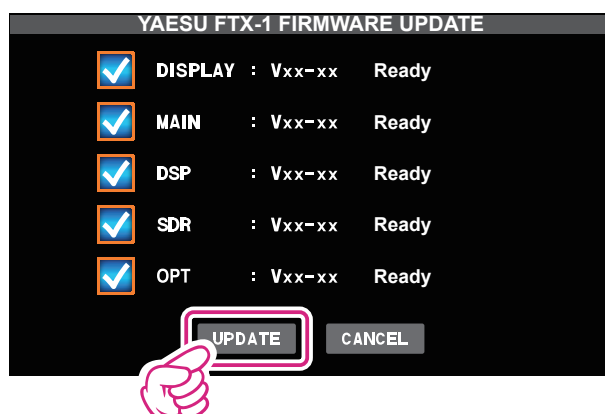 YAESU FTX-1 FIRMWARE UPDATE
DISPLAY : Vxx-xx Ready
MAIN : Vxx-xx Ready
DSP : Vxx-xx Ready
SDR : Vxx-xx Ready
OPT : Vxx-xx Ready
UPDATE CANCEL